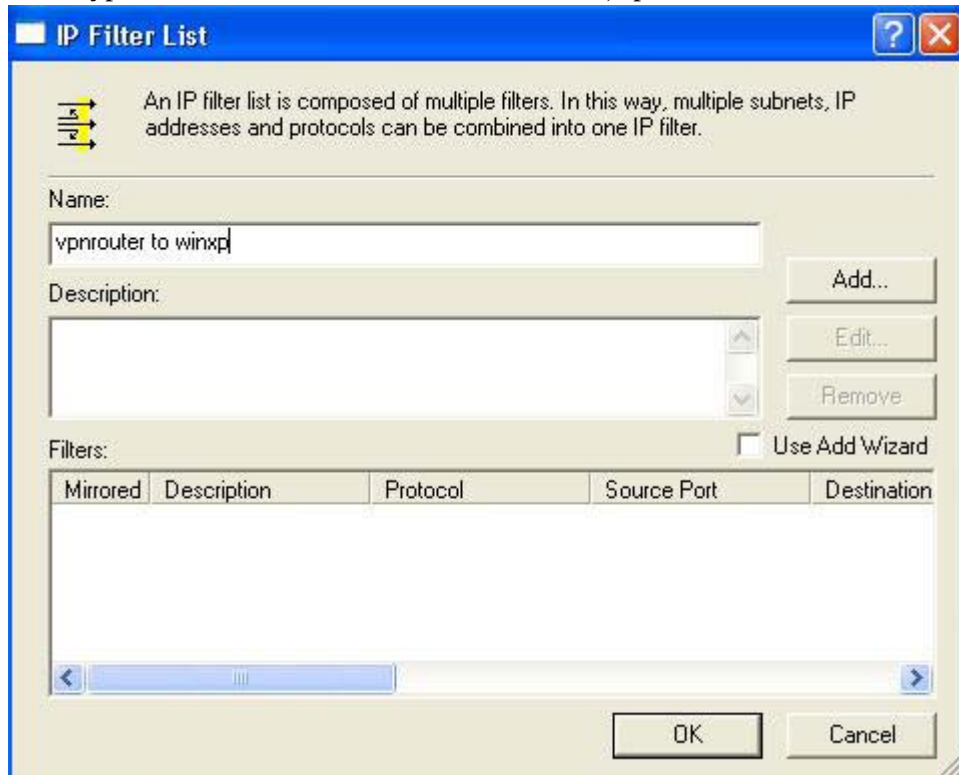 IP Filter List
An IP filter list is composed of multiple filters. In this way, multiple subnets, IP
addresses and protocols can be combined into one IP filter.
Name:
vpnrouter to winxp
Add...
Description:
Edit...
Remove
Filters:
Use Add Wizard
Mirrored Description Protocol Source Port Destination
OK Cancel